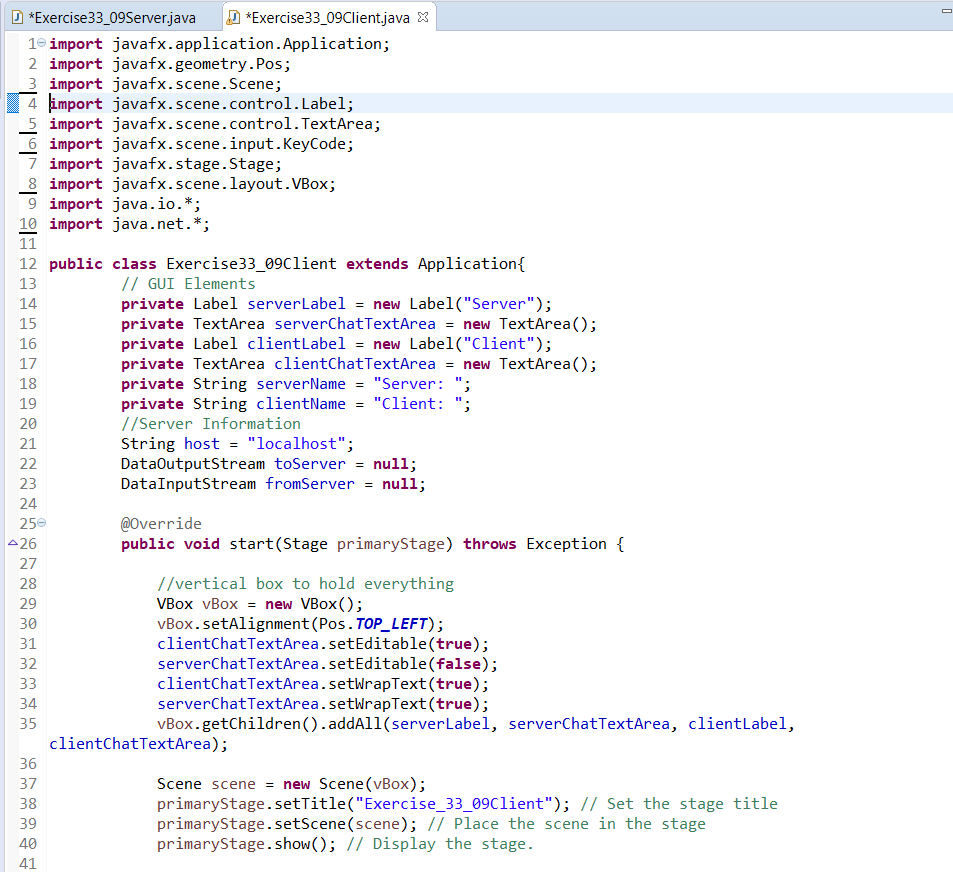 *Exercise33_09Server.java *Exercise33_09Client.java
1 import javafx.application.Application;
2 import javafx.geometry.Pos;
3 import javafx.scene.Scene;
4 import javafx.scene.control.Label;
5 import javafx.scene.control.TextArea;
6 import javafx.scene.input.KeyCode;
7 import javafx.stage.Stage;
8 import javafx.scene.layout.VBox;
9 import java.io.*;
10 import java.net.*;
11
12 public class Exercise33_09Client extends Application{
13         // GUI Elements
14         private Label serverLabel = new Label("Server");
15         private TextArea serverChatTextArea = new TextArea();
16         private Label clientLabel = new Label("Client");
17         private TextArea clientChatTextArea = new TextArea();
18         private String serverName = "Server: ";
19         private String clientName = "Client: ";
20         //Server Information
21         String host = "localhost";
22         DataOutputStream toServer = null;
23         DataInputStream fromServer = null;
24
25         @Override
26         public void start(Stage primaryStage) throws Exception {
27
28             //vertical box to hold everything
29             VBox vBox = new VBox();
30             vBox.setAlignment(Pos.TOP_LEFT);
31             clientChatTextArea.setEditable(true);
32             serverChatTextArea.setEditable(false);
33             clientChatTextArea.setWrapText(true);
34             serverChatTextArea.setWrapText(true);
35             vBox.getChildren().addAll(serverLabel, serverChatTextArea, clientLabel,
clientChatTextArea);
36
37             Scene scene = new Scene(vBox);
38             primaryStage.setTitle("Exercise_33_09Client"); // Set the stage title
39             primaryStage.setScene(scene); // Place the scene in the stage
40             primaryStage.show(); // Display the stage.
41